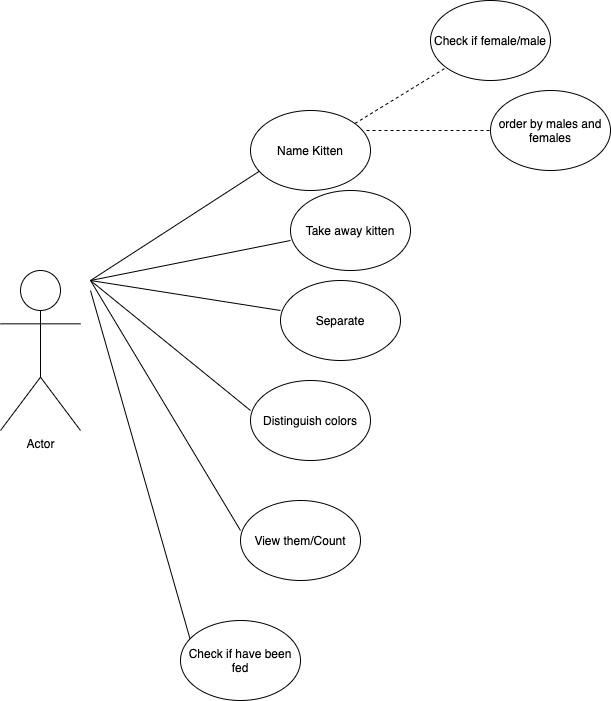 Check if female/male
order by males and
females
Name Kitten
Take away kitten
Separate
Distinguish colors
Actor
View them/Count
Check if have been
fed